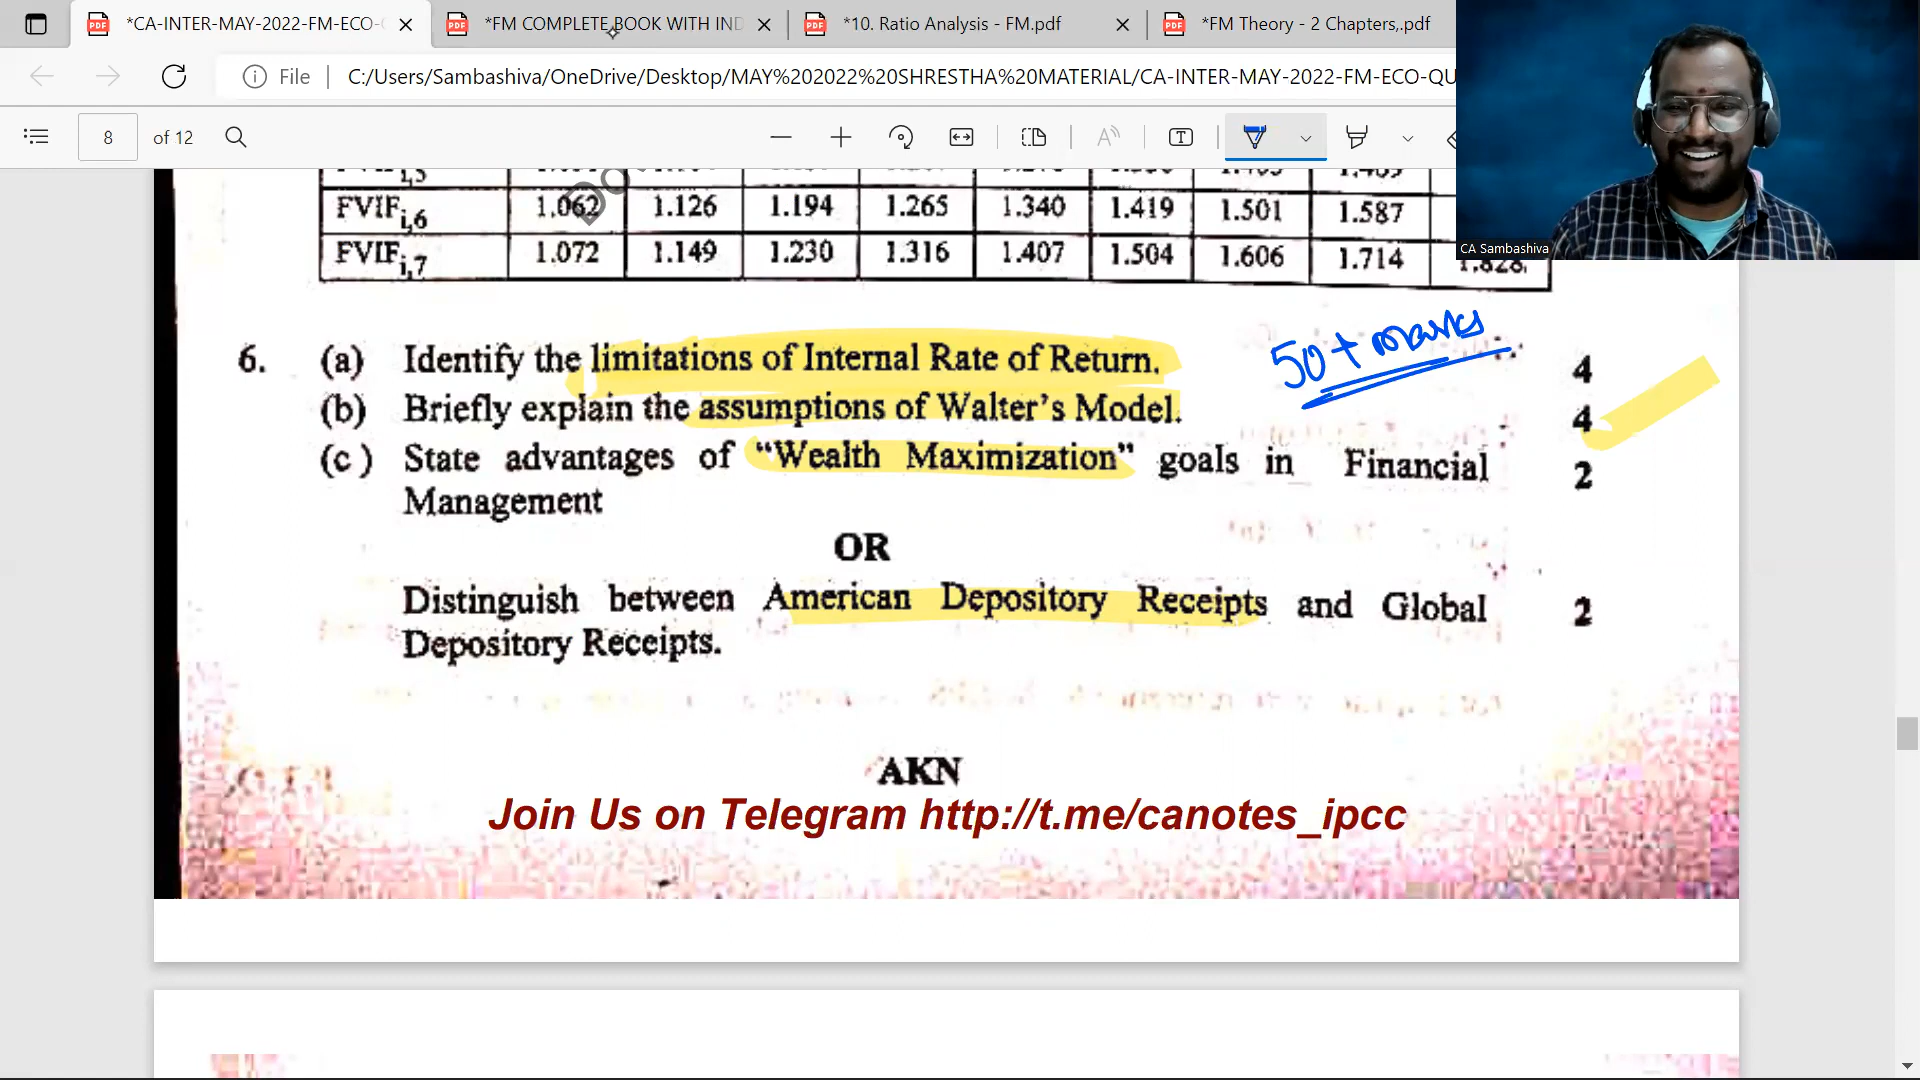 *CA-INTER-MAY-2022-FM-ECO-
*FM COMPLETE BOOK WITH IND
*10. Ratio Analysis - FM.pdf
*FM Theory - 2 Chapters,.pdf
File
C:/Users/Sambashiva/OneDrive/Desktop/MAY%202022%20SHRESTHA%20MATERIAL/CA-INTER-MAY-2022-FM-ECO-QU
8 of 12
CA Sambashiva
FVIFi,6 1.062 1.126 1.194 1.265 1.340 1.419 1.501 1.587
FVIFi,7 1.072 1.149 1.230 1.316 1.407 1.504 1.606 1.714 1.828
50+ marks
6. (a) Identify the limitations of Internal Rate of Return. 4
(b) Briefly explain the assumptions of Walter's Model. 4
(c) State advantages of "Wealth Maximization" goals in Financial 2
Management
OR
Distinguish between American Depository Receipts and Global 2
Depository Receipts.
AKN
Join Us on Telegram http://t.me/canotes_ipcc